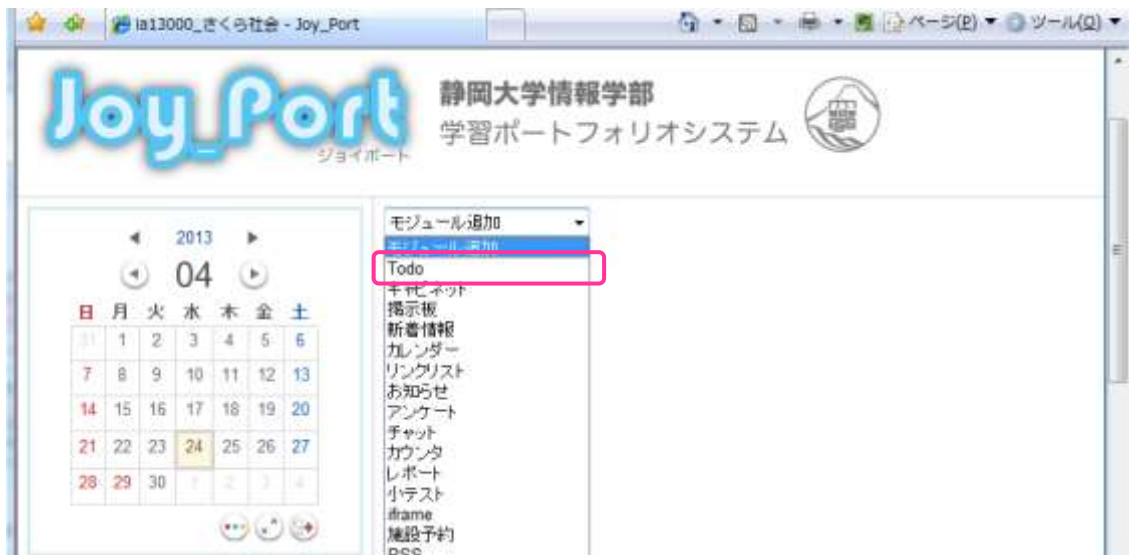 ia13000_さくら社会 - Joy_Port
ページ(P) ツール(O)
Joy_Port
ジョイポート
静岡大学情報学部
学習ポートフォリオシステム
2013
04
日 月 火 水 木 金 土
31 1 2 3 4 5 6
7 8 9 10 11 12 13
14 15 16 17 18 19 20
21 22 23 24 25 26 27
28 29 30 1 2 3 4
モジュール追加
モジュール追加
Todo
キャビネット
掲示板
新着情報
カレンダー
リンクリスト
お知らせ
アンケート
チャット
カウンタ
レポート
小テスト
iframe
施設予約
RSS